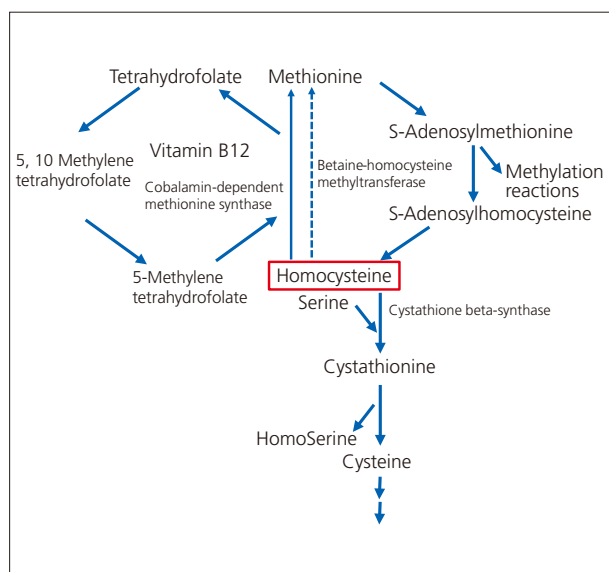 Tetrahydrofolate
Methionine
S-Adenosylmethionine
5, 10 Methylene
tetrahydrofolate
Vitamin B12
Cobalamin-dependent
methionine synthase
Betaine-homocysteine
methyltransferase
Methylation
reactions
S-Adenosylhomocysteine
5-Methylene
tetrahydrofolate
Homocysteine
Serine
Cystathione beta-synthase
Cystathionine
HomoSerine
Cysteine